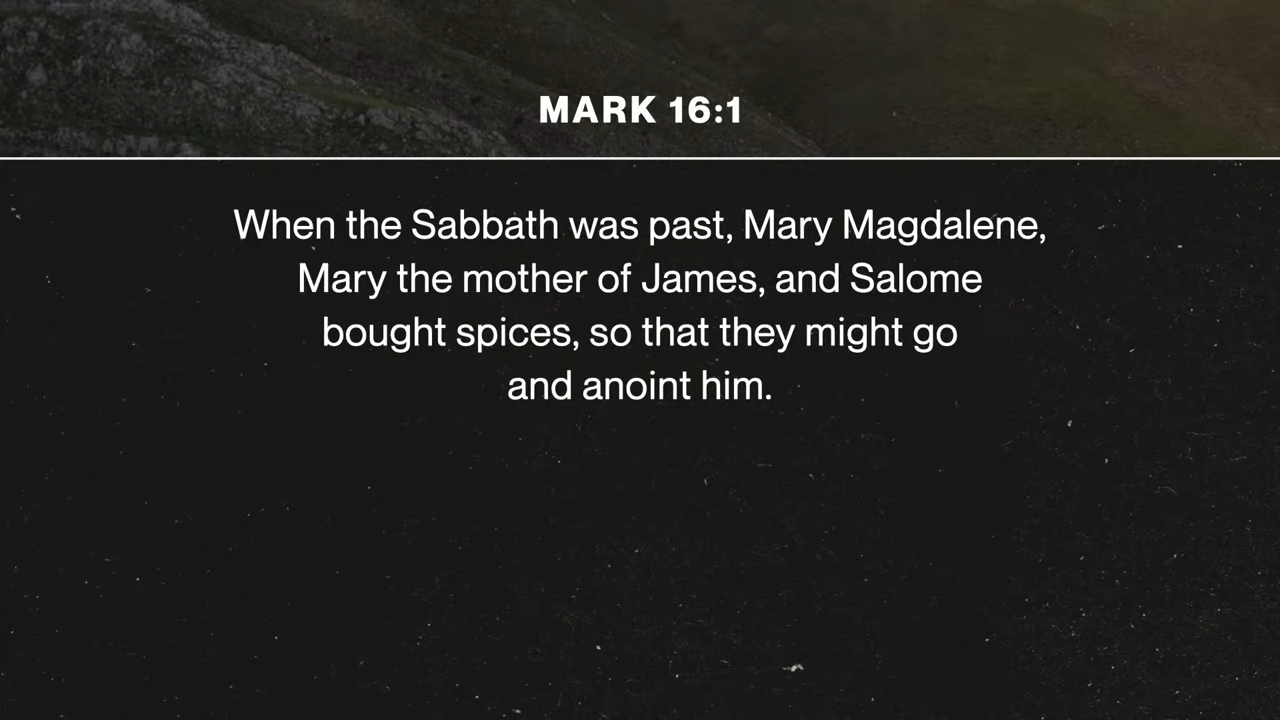 MARK 16:1
When the Sabbath was past, Mary Magdalene,
Mary the mother of James, and Salome
bought spices, so that they might go
and anoint him.